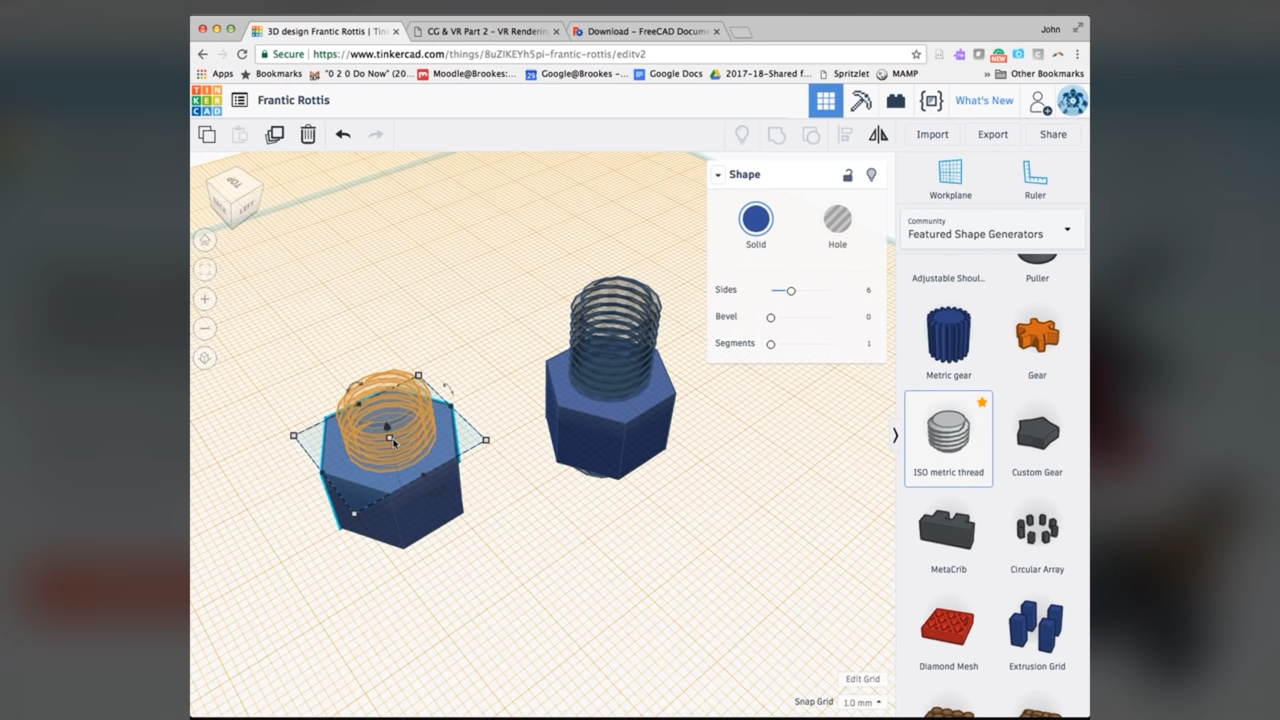 3D design Frantic Rottis | Tin
CG & VR Part 2 - VR Renderin
Download - FreeCAD Docume
John
Secure
https://www.tinkercad.com/things/8uZlKEYh5pi-frantic-rottis/editv2
Apps
Bookmarks
"0 2 0 Do Now" (20...
Moodle@Brookes:...
Google@Brookes -...
Google Docs
2017-18-Shared f...
Spritzlet
MAMP
»
Other Bookmarks
TIN
KER
CAD
Frantic Rottis
What's New
Import
Export
Share
TOP
LEFT
Shape
Solid
Hole
Sides
6
Bevel
0
Segments
1
Workplane
Ruler
Community
Featured Shape Generators
Adjustable Shoul..
Puller
Metric gear
Gear
ISO metric thread
Custom Gear
MetaCrib
Circular Array
Diamond Mesh
Extrusion Grid
Edit Grid
Snap Grid
1.0 mm